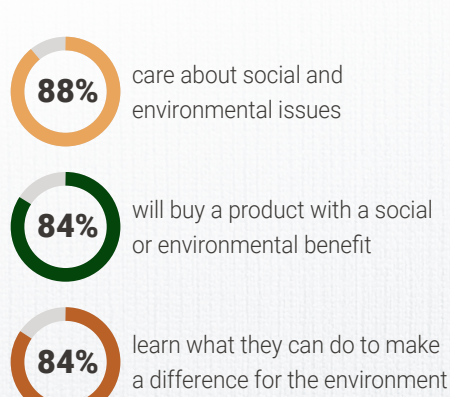 88%
care about social and
environmental issues
84%
will buy a product with a social
or environmental benefit
84%
learn what they can do to make
a difference for the environment